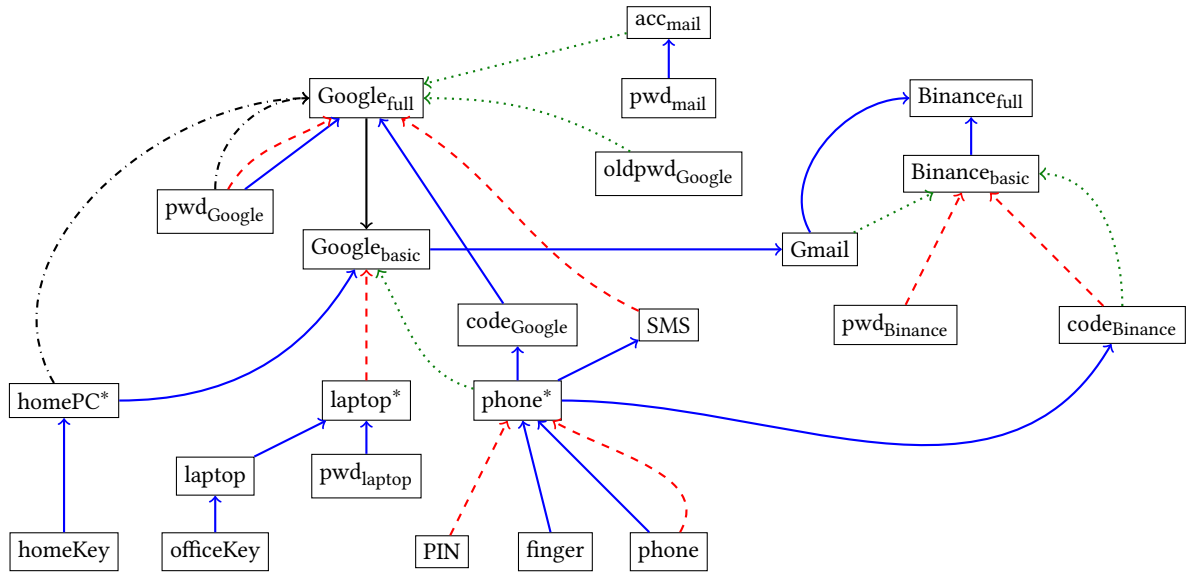 acc_mail
Google_full
pwd_mail
Binance_full
oldpwd_Google
Binance_basic
pwd_Google
Google_basic
Gmail
code_Google
SMS
pwd_Binance
code_Binance
homePC*
laptop*
phone*
laptop
pwd_laptop
homeKey
officeKey
PIN
finger
phone